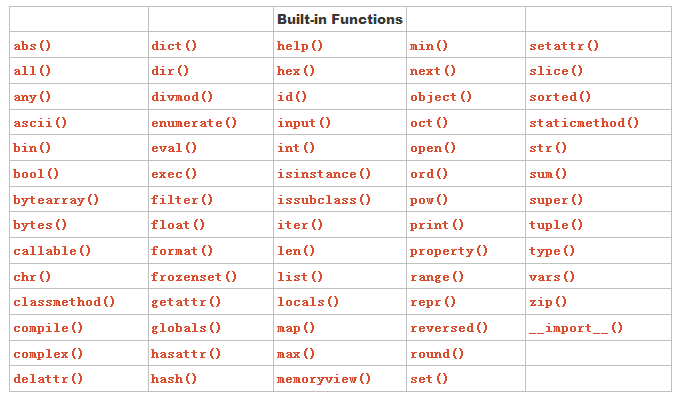 Built-in Functions
abs() dict() help() min() setattr()
all() dir() hex() next() slice()
any() divmod() id() object() sorted()
ascii() enumerate() input() oct() staticmethod()
bin() eval() int() open() str()
bool() exec() isinstance() ord() sum()
bytearray() filter() issubclass() pow() super()
bytes() float() iter() print() tuple()
callable() format() len() property() type()
chr() frozenset() list() range() vars()
classmethod() getattr() locals() repr() zip()
compile() globals() map() reversed() __import__()
complex() hasattr() max() round()
delattr() hash() memoryview() set()